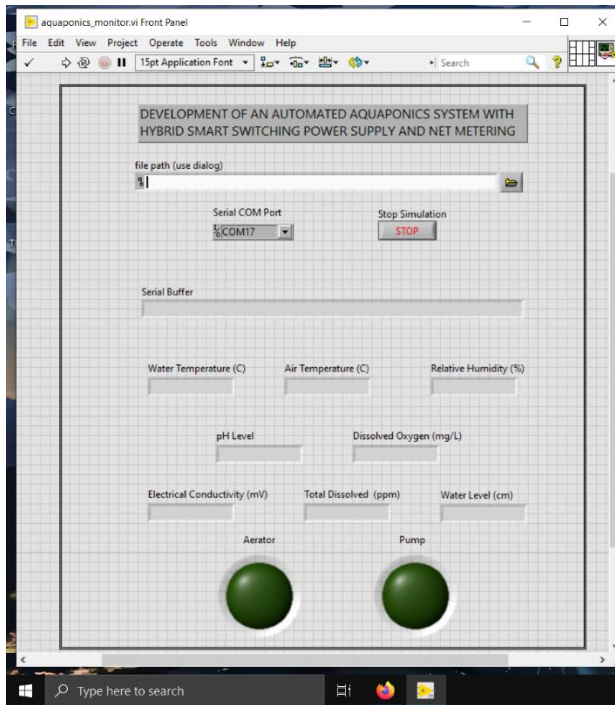 aquaponics_monitor.vi Front Panel
File Edit View Project Operate Tools Window Help
15pt Application Font
Search
DEVELOPMENT OF AN AUTOMATED AQUAPONICS SYSTEM WITH
HYBRID SMART SWITCHING POWER SUPPLY AND NET METERING
file path (use dialog)
Serial COM Port
Stop Simulation
COM17
STOP
Serial Buffer
Water Temperature (C)
Air Temperature (C)
Relative Humidity (%)
pH Level
Dissolved Oxygen (mg/L)
Electrical Conductivity (mV)
Total Dissolved (ppm)
Water Level (cm)
Aerator
Pump
Type here to search